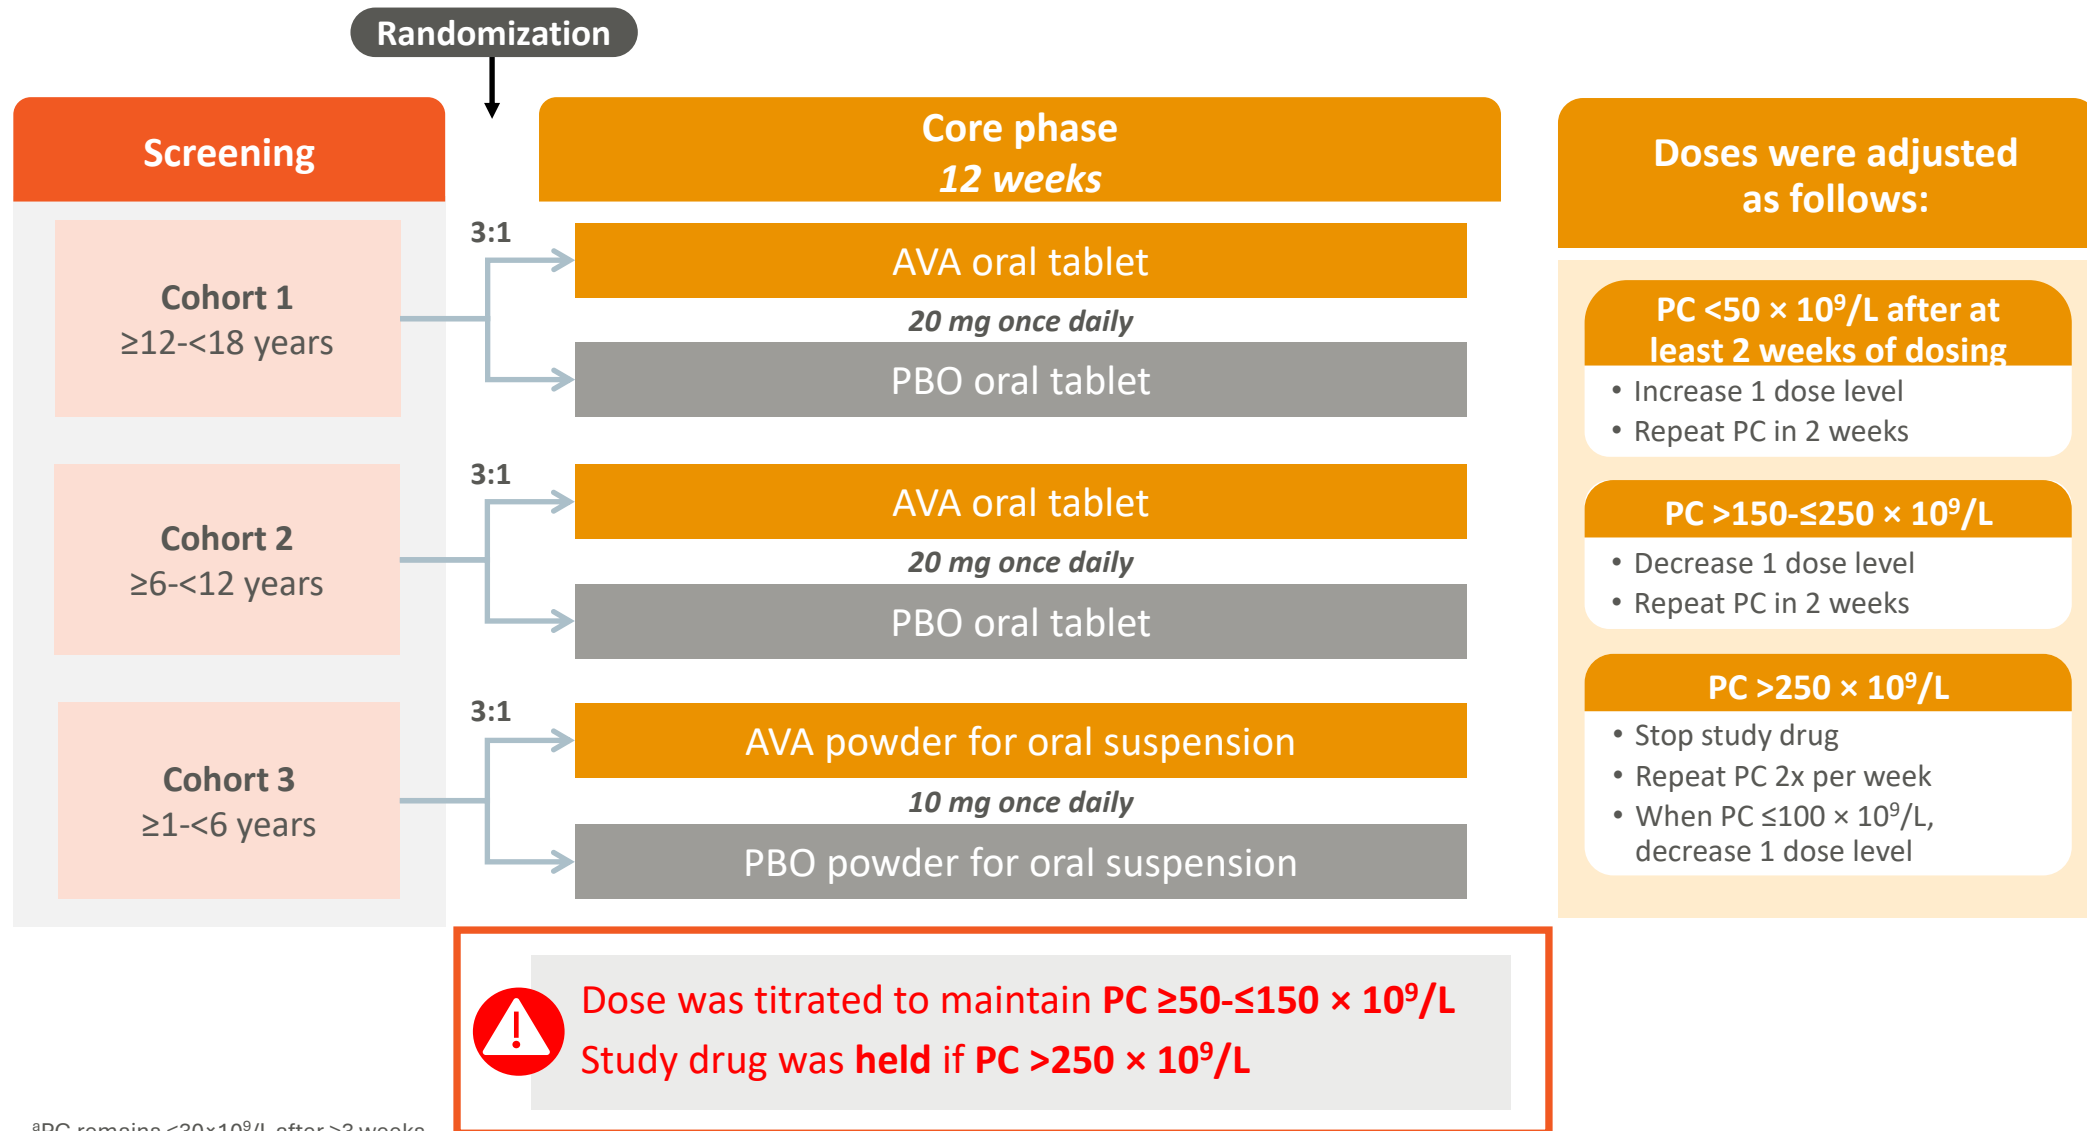 Randomization
Screening
Core phase
12 weeks
Doses were adjusted
as follows:
Cohort 1
≥12-<18 years
3:1
AVA oral tablet
20 mg once daily
PBO oral tablet
Cohort 2
≥6-<12 years
3:1
AVA oral tablet
20 mg once daily
PBO oral tablet
Cohort 3
≥1-<6 years
3:1
AVA powder for oral suspension
10 mg once daily
PBO powder for oral suspension
PC <50 × 10⁹/L after at
least 2 weeks of dosing
• Increase 1 dose level
• Repeat PC in 2 weeks
PC >150-≤250 × 10⁹/L
• Decrease 1 dose level
• Repeat PC in 2 weeks
PC >250 × 10⁹/L
• Stop study drug
• Repeat PC 2x per week
• When PC ≤100 × 10⁹/L,
decrease 1 dose level
Dose was titrated to maintain PC ≥50-≤150 × 10⁹/L
Study drug was held if PC >250 × 10⁹/L
ᵃPC remains 30×10⁹/L after 3 weeks